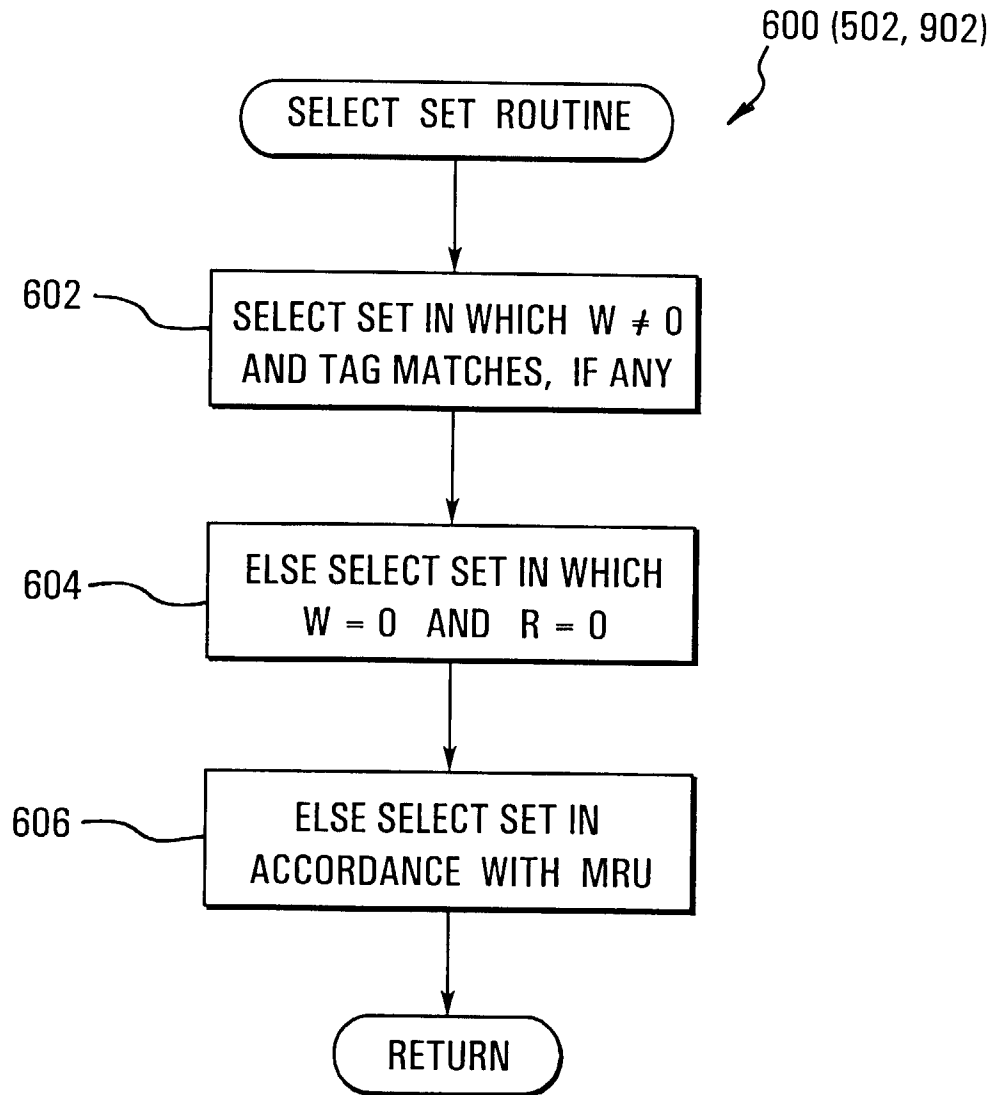 600 (502, 902)
SELECT SET ROUTINE
602
SELECT SET IN WHICH W ≠ 0
AND TAG MATCHES, IF ANY
604
ELSE SELECT SET IN WHICH
W = 0 AND R = 0
606
ELSE SELECT SET IN
ACCORDANCE WITH MRU
RETURN